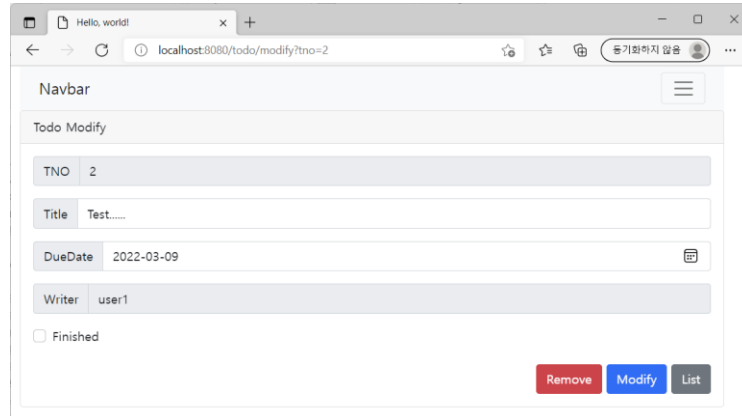 Hello, world!
localhost:8080/todo/modify?tno=2
동기화하지 않음
Navbar
Todo Modify
TNO 2
Title Test......
DueDate 2022-03-09
Writer user1
Finished
Remove Modify List